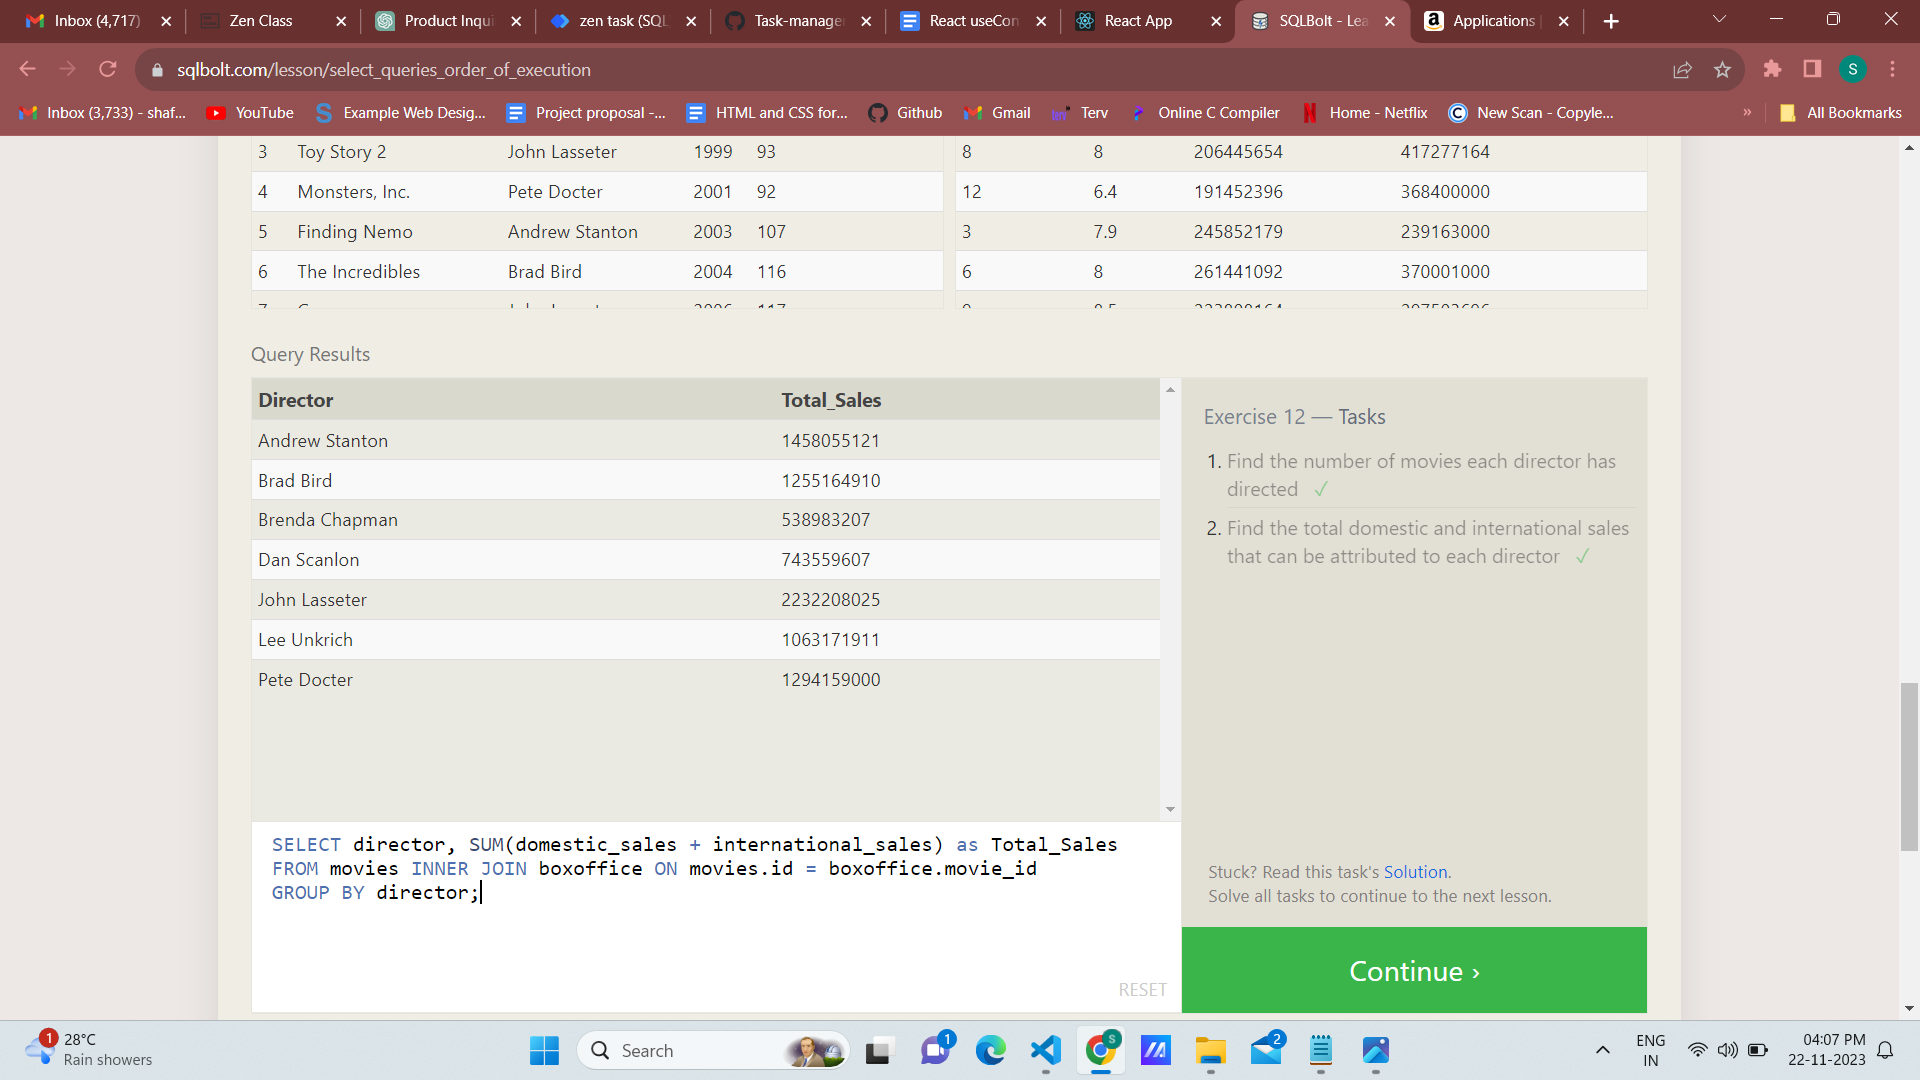 Inbox (4,717)
Zen Class
Product Inqui
zen task (SQL
Task-manage
React useCon
React App
SQLBolt - Lea
Applications
sqlbolt.com/lesson/select_queries_order_of_execution
S
Inbox (3,733) - shaf...
YouTube
Example Web Desig...
Project proposal -...
HTML and CSS for...
Github
Gmail
Terv
Online C Compiler
Home - Netflix
New Scan - Copyle...
»
All Bookmarks
3 Toy Story 2 John Lasseter 1999 93
8 8 206445654 417277164
4 Monsters, Inc. Pete Docter 2001 92
12 6.4 191452396 368400000
5 Finding Nemo Andrew Stanton 2003 107
3 7.9 245852179 239163000
6 The Incredibles Brad Bird 2004 116
6 8 261441092 370001000
Query Results
Director Total_Sales
Andrew Stanton 1458055121
Brad Bird 1255164910
Brenda Chapman 538983207
Dan Scanlon 743559607
John Lasseter 2232208025
Lee Unkrich 1063171911
Pete Docter 1294159000
Exercise 12 — Tasks
1. Find the number of movies each director has
directed ✓
2. Find the total domestic and international sales
that can be attributed to each director ✓
SELECT director, SUM(domestic_sales + international_sales) as Total_Sales
FROM movies INNER JOIN boxoffice ON movies.id = boxoffice.movie_id
GROUP BY director;
RESET
Stuck? Read this task's Solution.
Solve all tasks to continue to the next lesson.
Continue ›
1
28°C
Rain showers
Search
1
S
2
ENG
IN
04:07 PM
22-11-2023